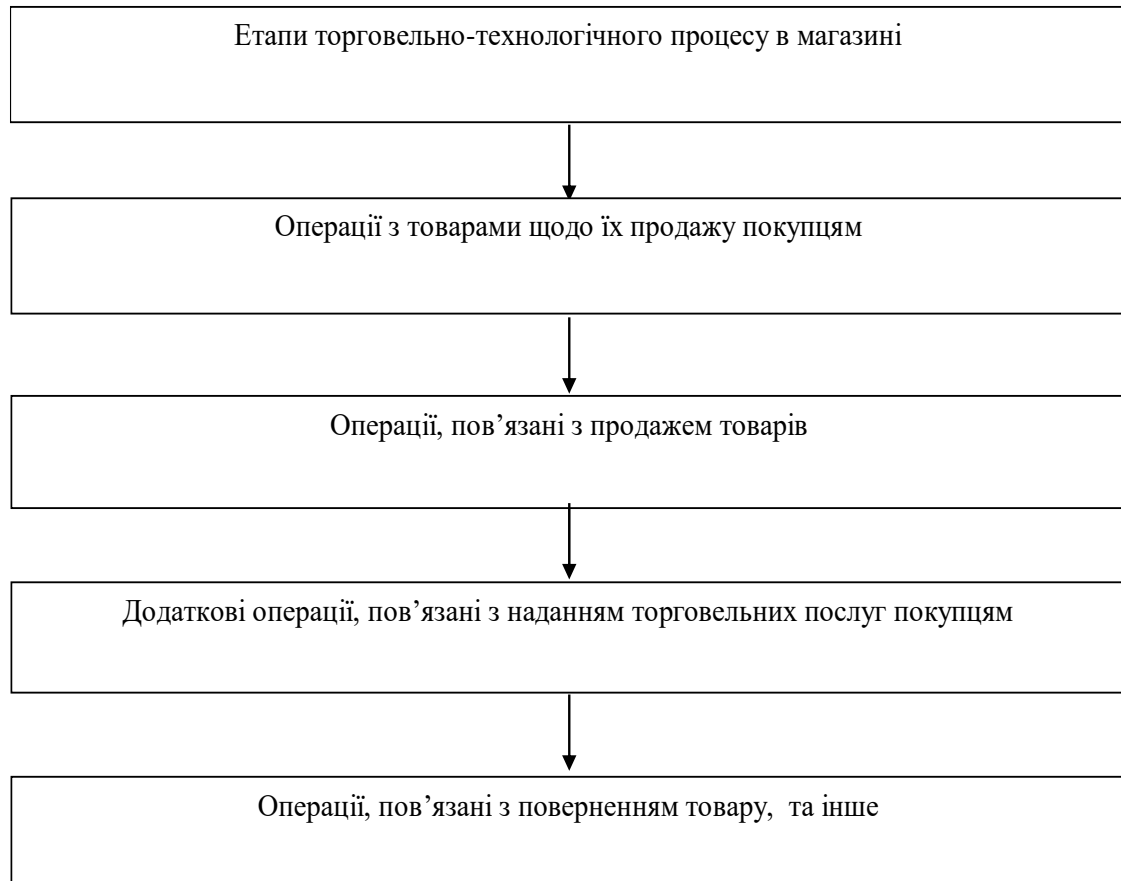 Етапи торговельно-технологічного процесу в магазині
Операції з товарами щодо їх продажу покупцям
Операції, пов’язані з продажем товарів
Додаткові операції, пов’язані з наданням торговельних послуг покупцям
Операції, пов’язані з поверненням товару, та інше